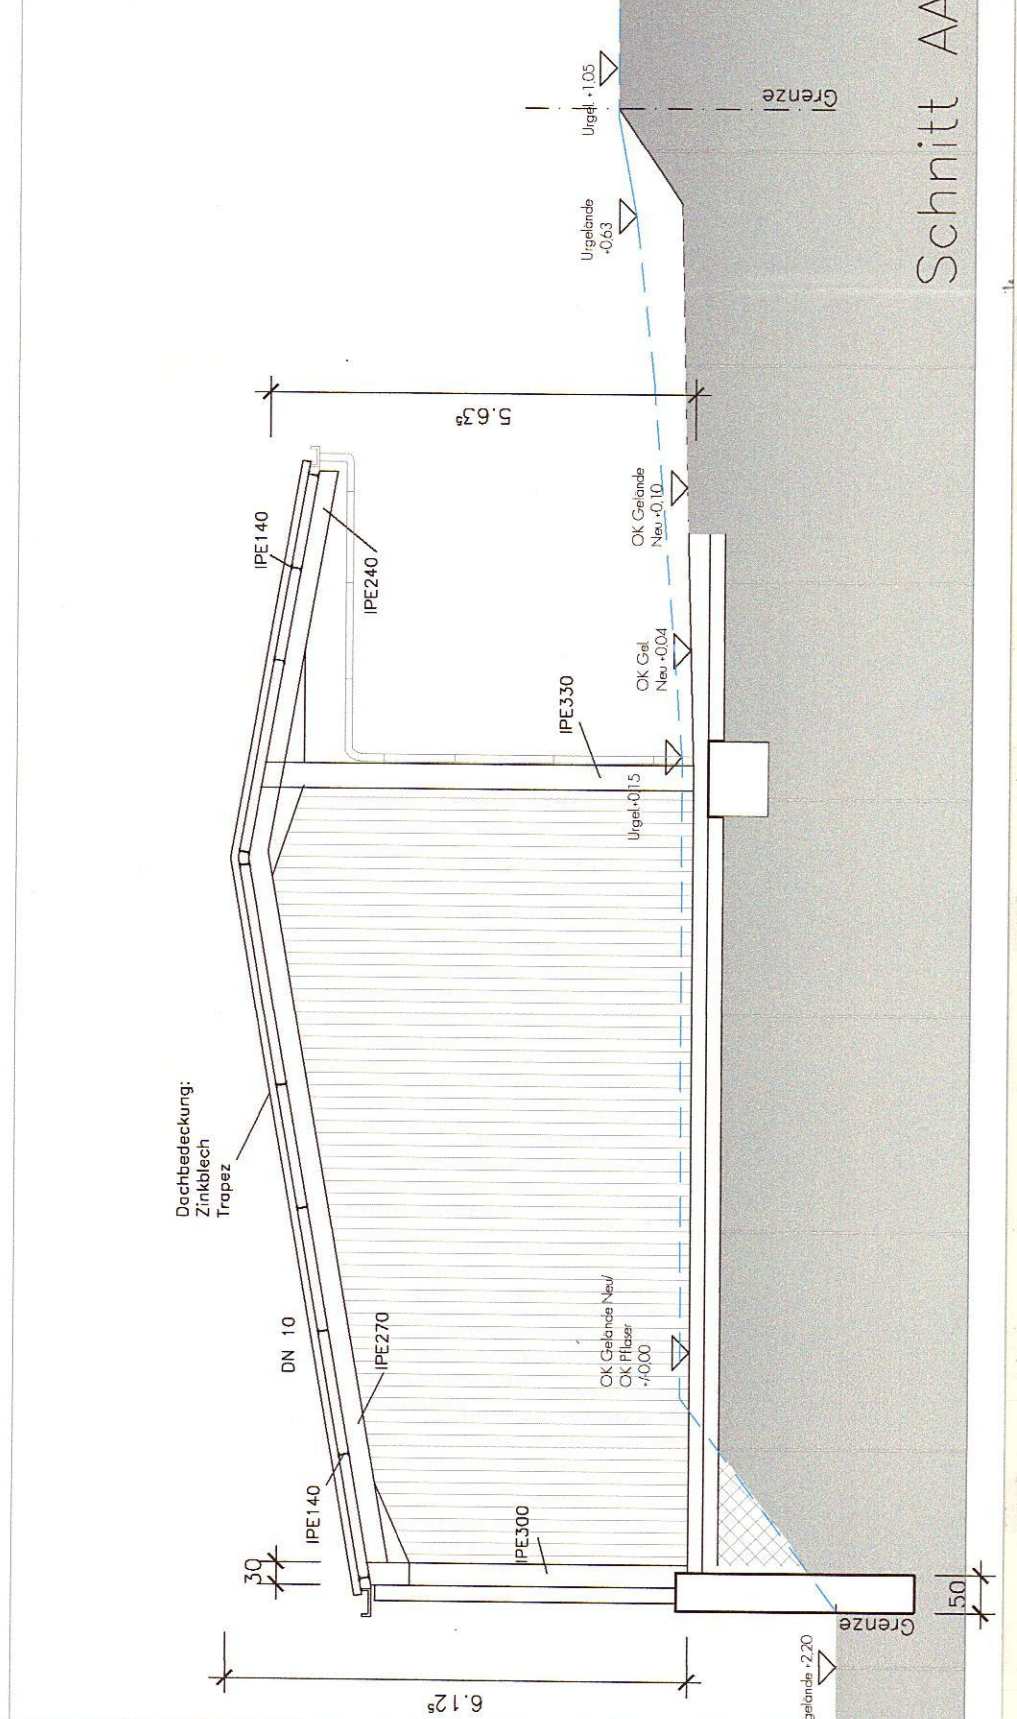 Dachbedeckung:
Zinkblech
Trapez
DN 10
30
IPE140
IPE270
IPE300
IPE140
IPE240
IPE330
6.12⁵
5.63⁵
OK Gelände Neu/
OK Pflaser
+/-0,00
Urgel.+0,15
OK Gel.
Neu +0,04
OK Gelände
Neu +0,10
Urgelände
+0,63
Urgel. +1,05
Grenze
Grenze
50
gelände -2,20
Schnitt AA